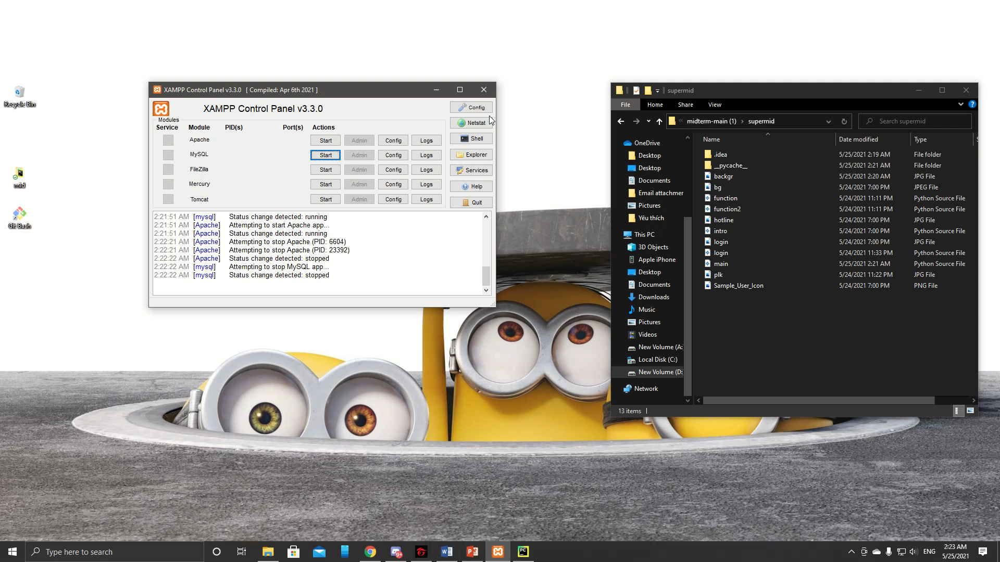 Recycle Bin
mid
Git Bash
XAMPP Control Panel v3.3.0 [ Compiled: Apr 6th 2021 ]
XAMPP Control Panel v3.3.0
Config
Modules
Netstat
Service Module PID(s) Port(s) Actions
Apache Start Admin Config Logs
Shell
MySQL Start Admin Config Logs
Explorer
FileZilla Start Admin Config Logs
Services
Mercury Start Admin Config Logs
Help
Tomcat Start Admin Config Logs
Quit
2:21:51 AM [mysql] Status change detected: running
2:21:51 AM [Apache] Attempting to start Apache app...
2:21:51 AM [Apache] Status change detected: running
2:22:21 AM [Apache] Attempting to stop Apache (PID: 6604)
2:22:21 AM [Apache] Attempting to stop Apache (PID: 23392)
2:22:22 AM [Apache] Status change detected: stopped
2:22:22 AM [mysql] Attempting to stop MySQL app...
2:22:22 AM [mysql] Status change detected: stopped
supermid
File Home Share View
midterm-main (1) › supermid
Search supermid
OneDrive
Desktop
Desktop
Documents
Email attachmer
Pictures
Yêu thích
This PC
3D Objects
Apple iPhone
Desktop
Documents
Downloads
Music
Pictures
Videos
New Volume (A:
Local Disk (C:)
New Volume (D:
Network
Name Date modified Type
.idea 5/25/2021 2:19 AM File folder
__pycache__ 5/25/2021 2:21 AM File folder
backgr 5/25/2021 2:20 AM JPG File
bg 5/24/2021 7:00 PM JPEG File
function 5/24/2021 11:11 PM Python Source File
function2 5/24/2021 11:11 PM Python Source File
hotline 5/24/2021 7:00 PM JPG File
intro 5/24/2021 7:00 PM Python Source File
login 5/24/2021 7:00 PM JPG File
login 5/24/2021 11:33 PM Python Source File
main 5/25/2021 2:21 AM Python Source File
plk 5/24/2021 11:22 PM JPG File
Sample_User_Icon 5/24/2021 7:00 PM PNG File
13 items
Type here to search
ENG
2:23 AM
5/25/2021